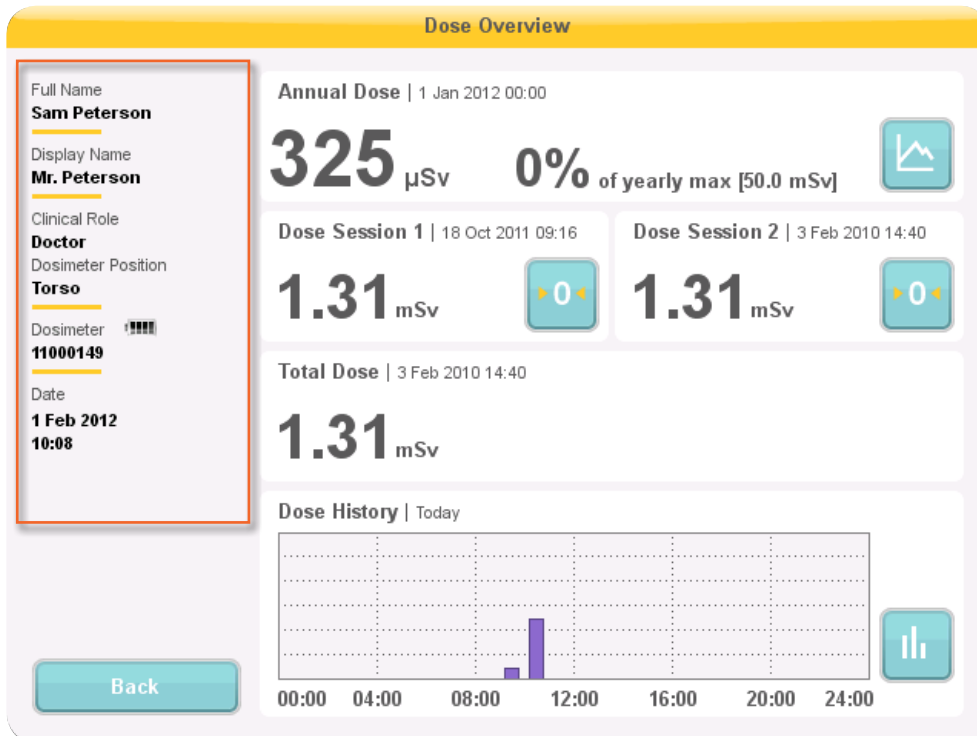 Dose Overview
Full Name
Sam Peterson
Display Name
Mr. Peterson
Clinical Role
Doctor
Dosimeter Position
Torso
Dosimeter
11000149
Date
1 Feb 2012
10:08
Back
Annual Dose | 1 Jan 2012 00:00
325 µSv 0% of yearly max [50.0 mSv]
Dose Session 1 | 18 Oct 2011 09:16
1.31 mSv 0
Dose Session 2 | 3 Feb 2010 14:40
1.31 mSv 0
Total Dose | 3 Feb 2010 14:40
1.31 mSv
Dose History | Today
00:00 04:00 08:00 12:00 16:00 20:00 24:00